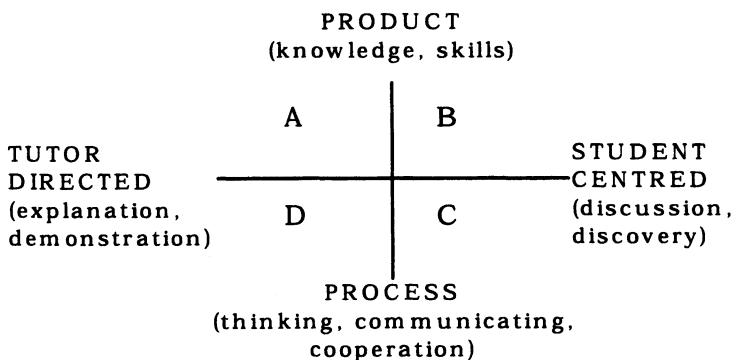 PRODUCT
(knowledge, skills)
A
B
TUTOR
DIRECTED
(explanation,
demonstration)
STUDENT
CENTRED
(discussion,
discovery)
D
C
PROCESS
(thinking, communicating,
cooperation)